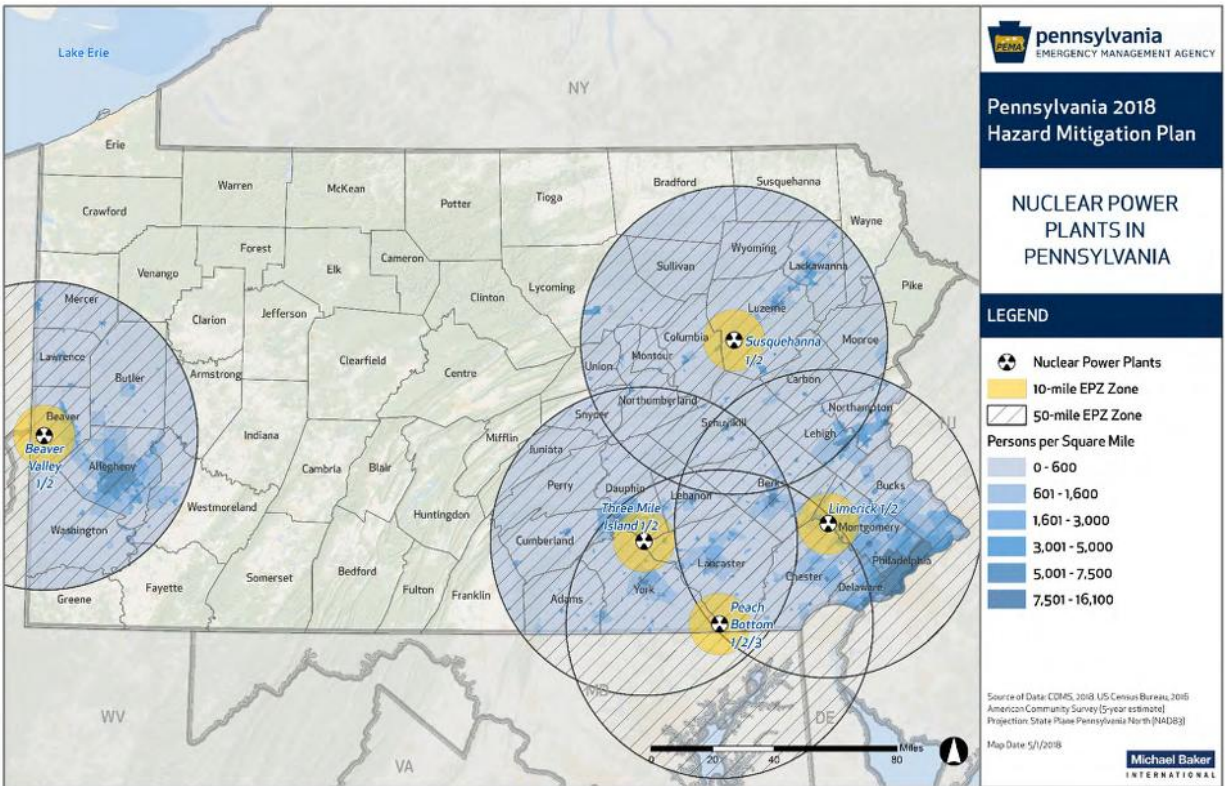 Lake Erie
NY
Erie
Warren
McKean
Potter
Tioga
Bradford
Susquehanna
Crawford
Wayne
Forest
Elk
Cameron
Wyoming
Lackawanna
Sullivan
Venango
Clinton
Lycoming
Pike
Mercer
Clarion
Jefferson
Luzerne
Columbia
Susquehanna
1/2
Monroe
Lawrence
Clearfield
Montour
Union
Butler
Armstrong
Centre
Carbon
Northumberland
Northampton
Beaver
Snyder
Schuylkill
NJ
Beaver
Valley
1/2
Indiana
Mifflin
Lehigh
Juniata
Allegheny
Cambria
Blair
Perry
Dauphin
Lebanon
Berks
Bucks
Westmoreland
Huntingdon
Three Mile
Island 1/2
Limerick 1/2
Montgomery
Washington
Cumberland
Philadelphia
Lancaster
Chester
Delaware
Greene
Fayette
Somerset
Bedford
Fulton
Franklin
Adams
York
Peach
Bottom
1/2/3
MD
WV
DE
VA
0
20
40
80
Miles
PEMA
pennsylvania
EMERGENCY MANAGEMENT AGENCY
Pennsylvania 2018
Hazard Mitigation Plan
NUCLEAR POWER
PLANTS IN
PENNSYLVANIA
LEGEND
Nuclear Power Plants
10-mile EPZ Zone
50-mile EPZ Zone
Persons per Square Mile
0 - 600
601 - 1,600
1,601 - 3,000
3,001 - 5,000
5,001 - 7,500
7,501 - 16,100
Source of Data: COMS, 2018, US Census Bureau, 2016
American Community Survey (5-year estimate)
Projection: State Plane Pennsylvania North (NAD83)
Map Date: 5/1/2018
Michael Baker
INTERNATIONAL